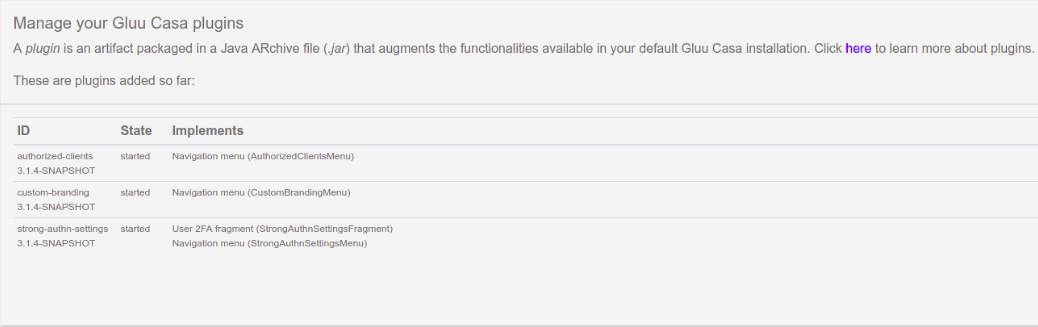 Manage your Gluu Casa plugins
A plugin is an artifact packaged in a Java ARchive file (.jar) that augments the functionalities available in your default Gluu Casa installation. Click here to learn more about plugins.
These are plugins added so far:
ID State Implements
authorized-clients started Navigation menu (AuthorizedClientsMenu)
3.1.4-SNAPSHOT
custom-branding started Navigation menu (CustomBrandingMenu)
3.1.4-SNAPSHOT
strong-authn-settings started User 2FA fragment (StrongAuthnSettingsFragment)
3.1.4-SNAPSHOT Navigation menu (StrongAuthnSettingsMenu)